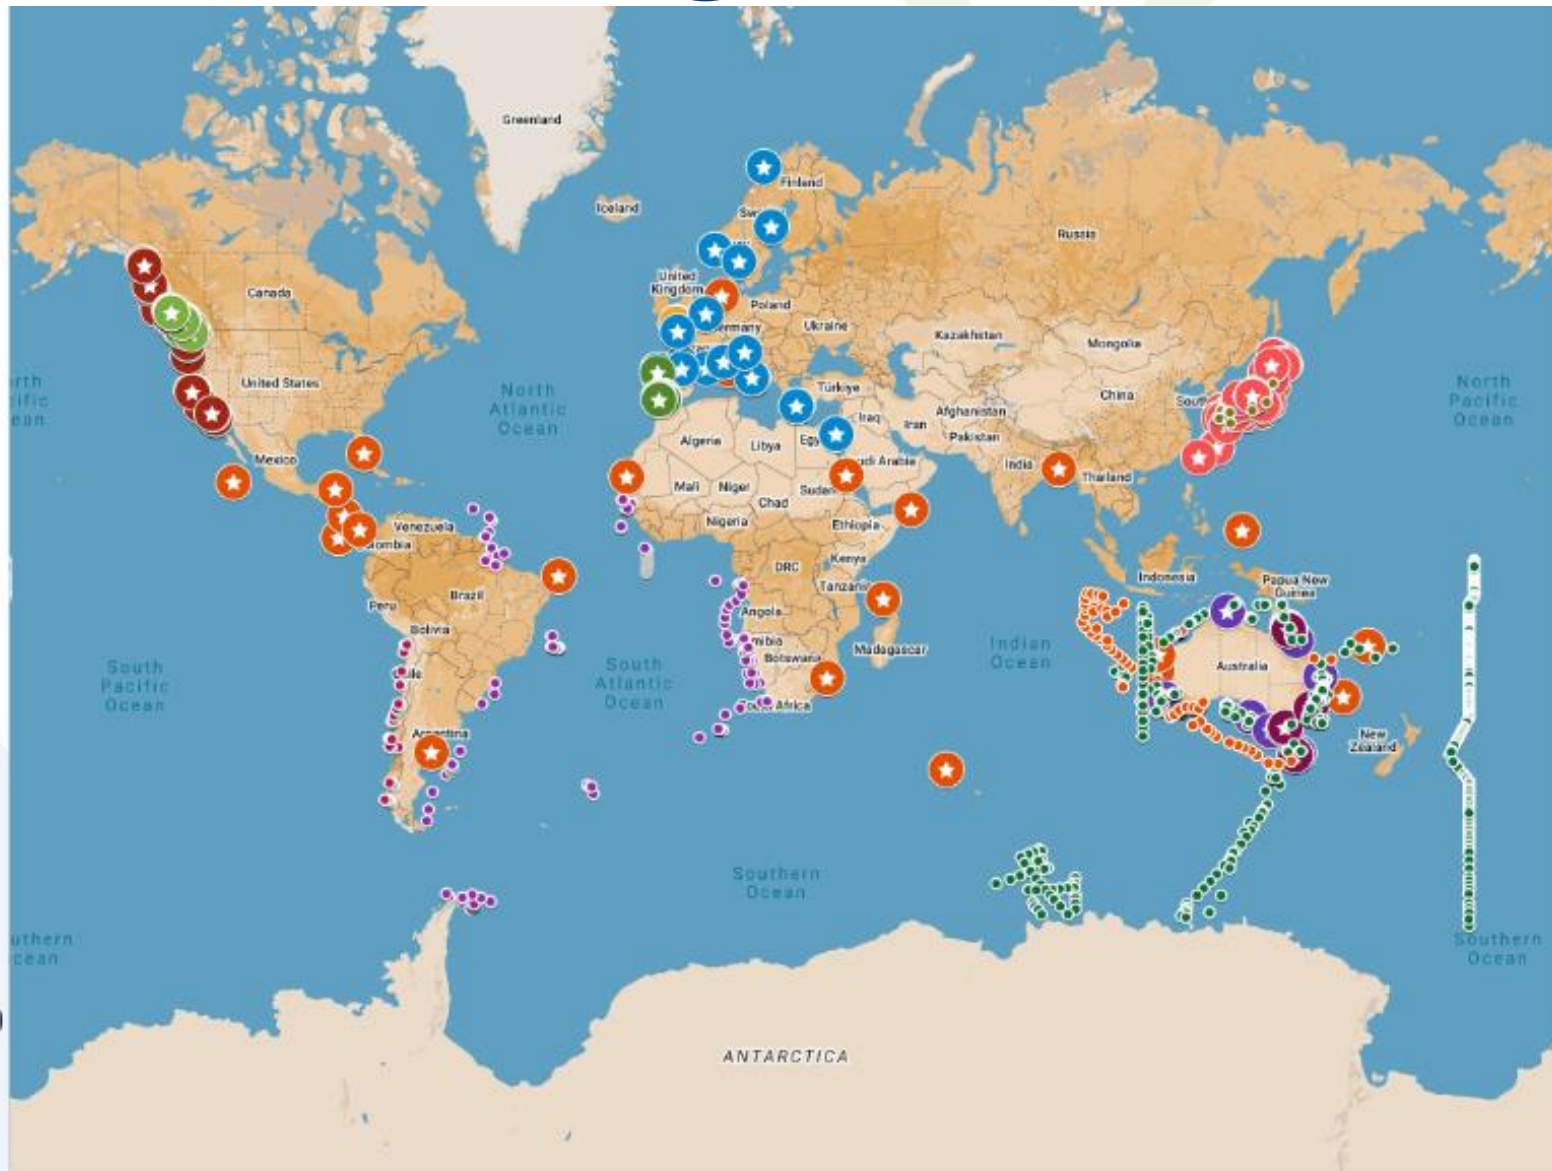 Greenland
Iceland
Finland
Russia
United
Kingdom
Poland
Canada
Ukraine
Kazakhstan
Mongolia
United States
North
Atlantic
Ocean
Türkiye
China
North
Pacific
Ocean
Iraq
Iran
Afghanistan
Pakistan
Algeria
Libya
Mexico
India
Thailand
Mali
Niger
Chad
Sudan
Venezuela
Nigeria
Ethiopia
Kenya
DRC
Indonesia
Papua New
Guinea
Brazil
Peru
Angola
Bolivia
Botswana
Madagascar
Indian
Ocean
Australia
South
Pacific
Ocean
South
Atlantic
Ocean
Argentina
New
Zealand
Southern
Ocean
Southern
Ocean
ANTARCTICA